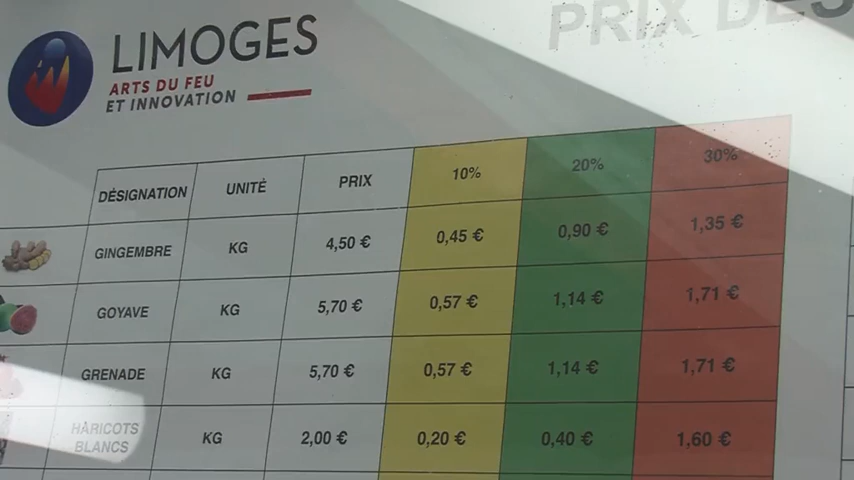 LIMOGES
ARTS DU FEU
ET INNOVATION
PRIX DES
DÉSIGNATION UNITÉ PRIX 10% 20% 30%
GINGEMBRE KG 4,50 € 0,45 € 0,90 € 1,35 €
GOYAVE KG 5,70 € 0,57 € 1,14 € 1,71 €
GRENADE KG 5,70 € 0,57 € 1,14 € 1,71 €
HARICOTS
BLANCS KG 2,00 € 0,20 € 0,40 € 1,60 €